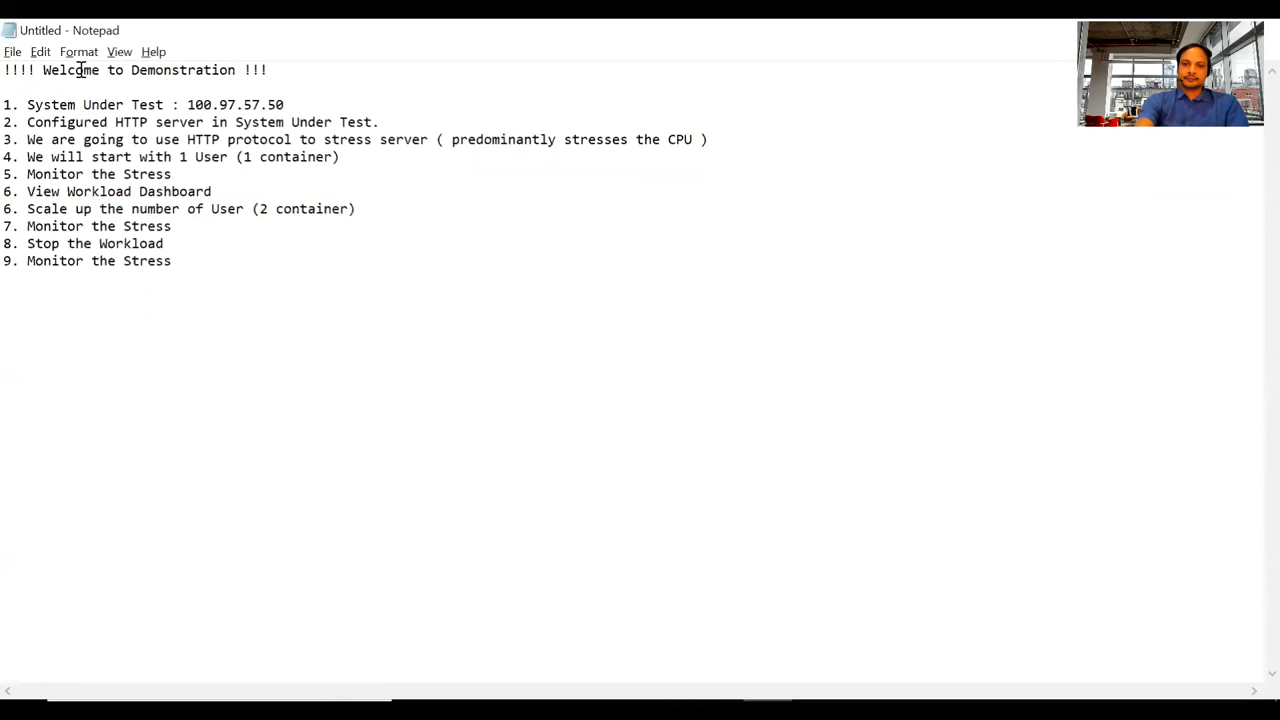 Untitled - Notepad
File Edit Format View Help
!!!! Welcome to Demonstration !!!
1. System Under Test : 100.97.57.50
2. Configured HTTP server in System Under Test.
3. We are going to use HTTP protocol to stress server ( predominantly stresses the CPU )
4. We will start with 1 User (1 container)
5. Monitor the Stress
6. View Workload Dashboard
6. Scale up the number of User (2 container)
7. Monitor the Stress
8. Stop the Workload
9. Monitor the Stress